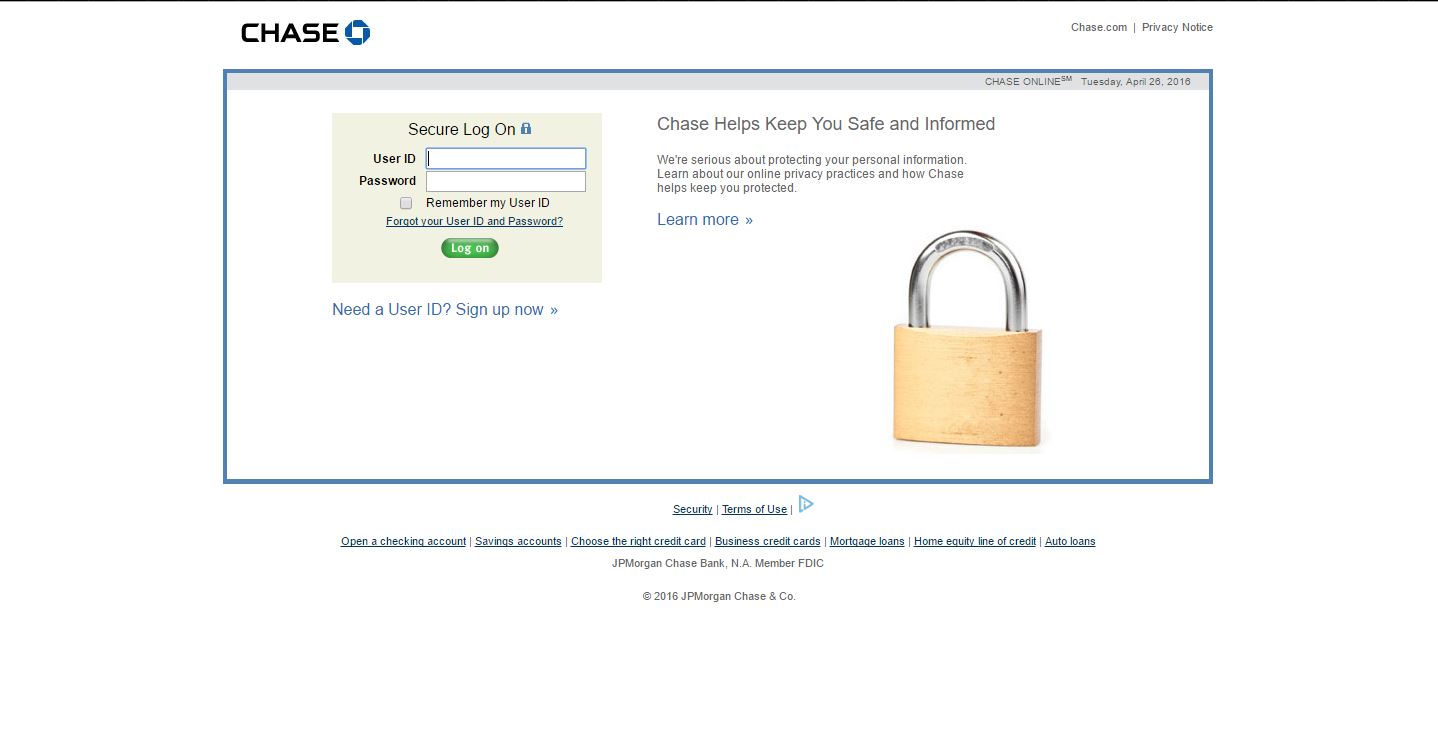 CHASE
Chase.com | Privacy Notice
CHASE ONLINE℠ Tuesday, April 26, 2016
Secure Log On
User ID
Password
Remember my User ID
Forgot your User ID and Password?
Log on
Need a User ID? Sign up now »
Chase Helps Keep You Safe and Informed
We're serious about protecting your personal information.
Learn about our online privacy practices and how Chase
helps keep you protected.
Learn more »
Security | Terms of Use |
Open a checking account | Savings accounts | Choose the right credit card | Business credit cards | Mortgage loans | Home equity line of credit | Auto loans
JPMorgan Chase Bank, N.A. Member FDIC
© 2016 JPMorgan Chase & Co.